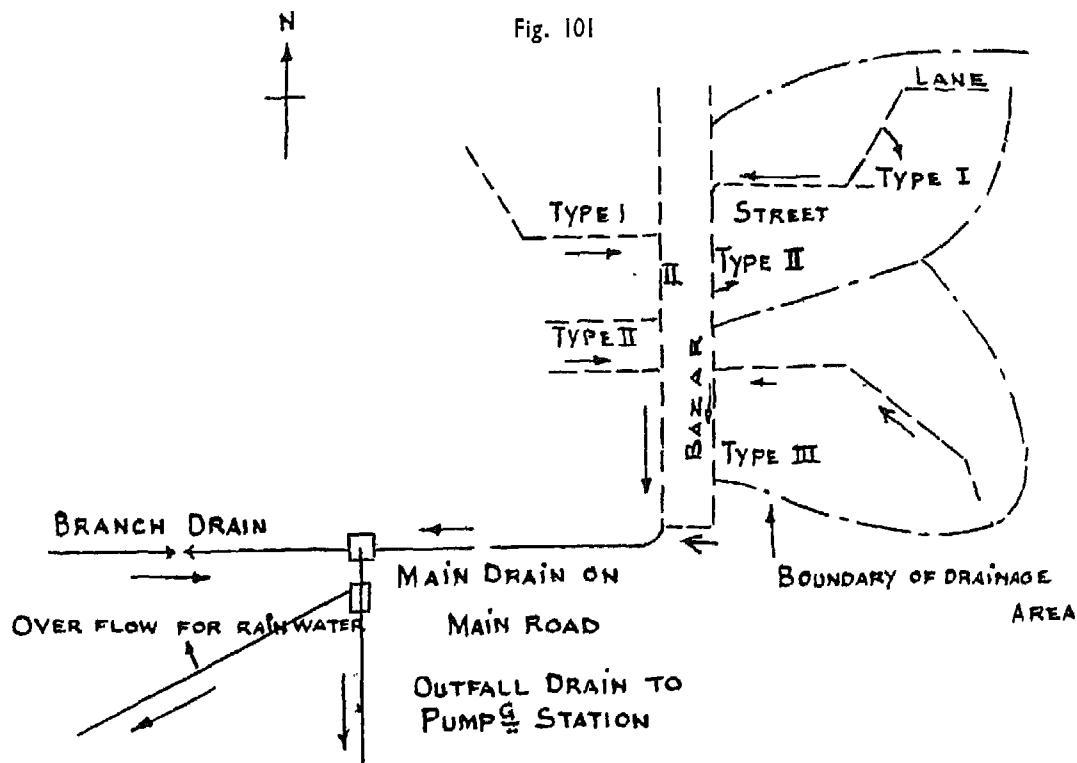 Fig. 101
N
LANE
TYPE I
STREET
TYPE I
TYPE II
II
TYPE II
BAZAAR
TYPE III
BRANCH DRAIN
MAIN DRAIN ON
MAIN ROAD
BOUNDARY OF DRAINAGE
AREA
OVER FLOW FOR RAINWATER
OUTFALL DRAIN TO
PUMPG STATION